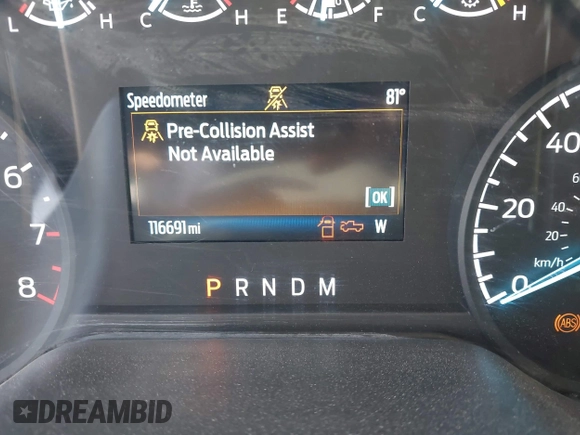 L H C H E F C H
Speedometer 81°
Pre-Collision Assist
Not Available
[OK]
116691 mi W
P R N D M
6
7
8
40
20
0
60
40
20
km/h
ABS
DREAMBID